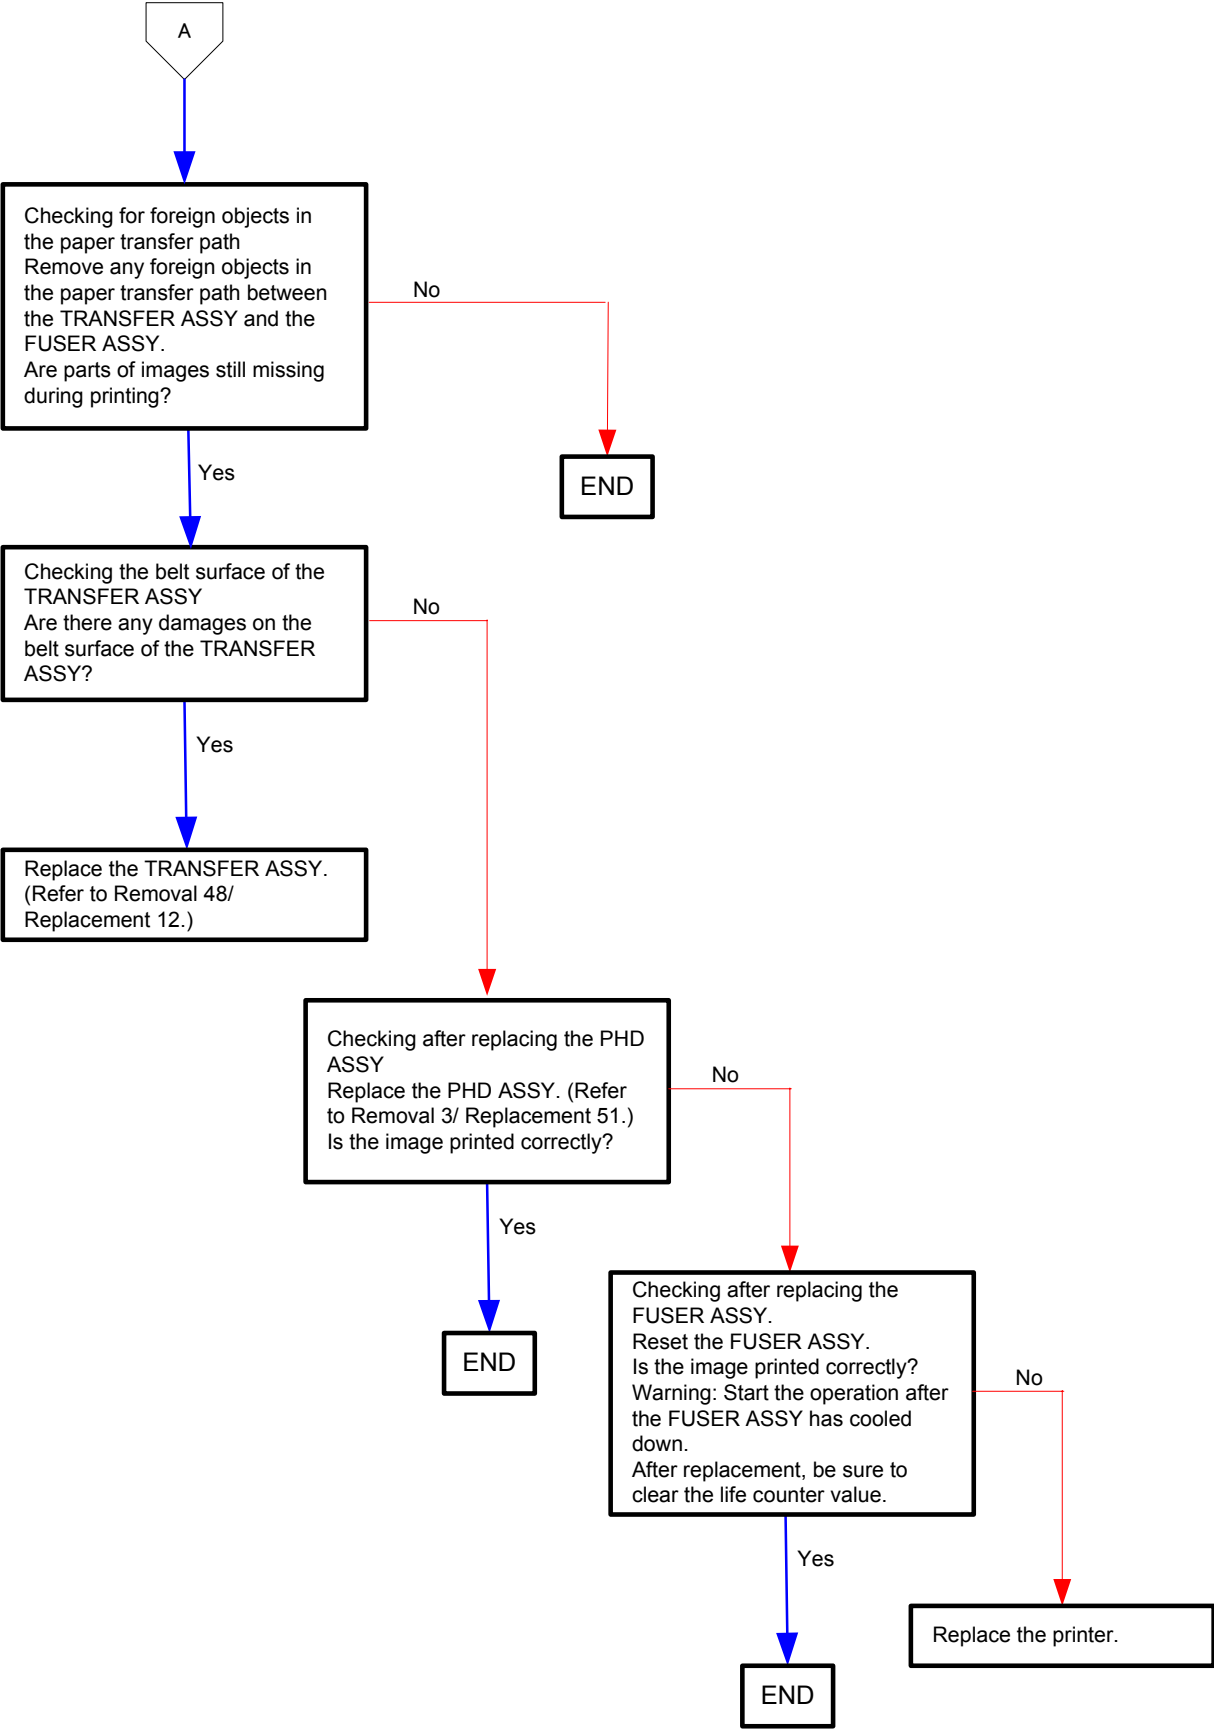 A
Checking for foreign objects in
the paper transfer path
Remove any foreign objects in
the paper transfer path between
the TRANSFER ASSY and the
FUSER ASSY.
Are parts of images still missing
during printing?
No
END
Yes
Checking the belt surface of the
TRANSFER ASSY
Are there any damages on the
belt surface of the TRANSFER
ASSY?
No
Yes
Replace the TRANSFER ASSY.
(Refer to Removal 48/
Replacement 12.)
Checking after replacing the PHD
ASSY
Replace the PHD ASSY. (Refer
to Removal 3/ Replacement 51.)
Is the image printed correctly?
No
Yes
END
Checking after replacing the
FUSER ASSY.
Reset the FUSER ASSY.
Is the image printed correctly?
Warning: Start the operation after
the FUSER ASSY has cooled
down.
After replacement, be sure to
clear the life counter value.
No
Yes
Replace the printer.
END